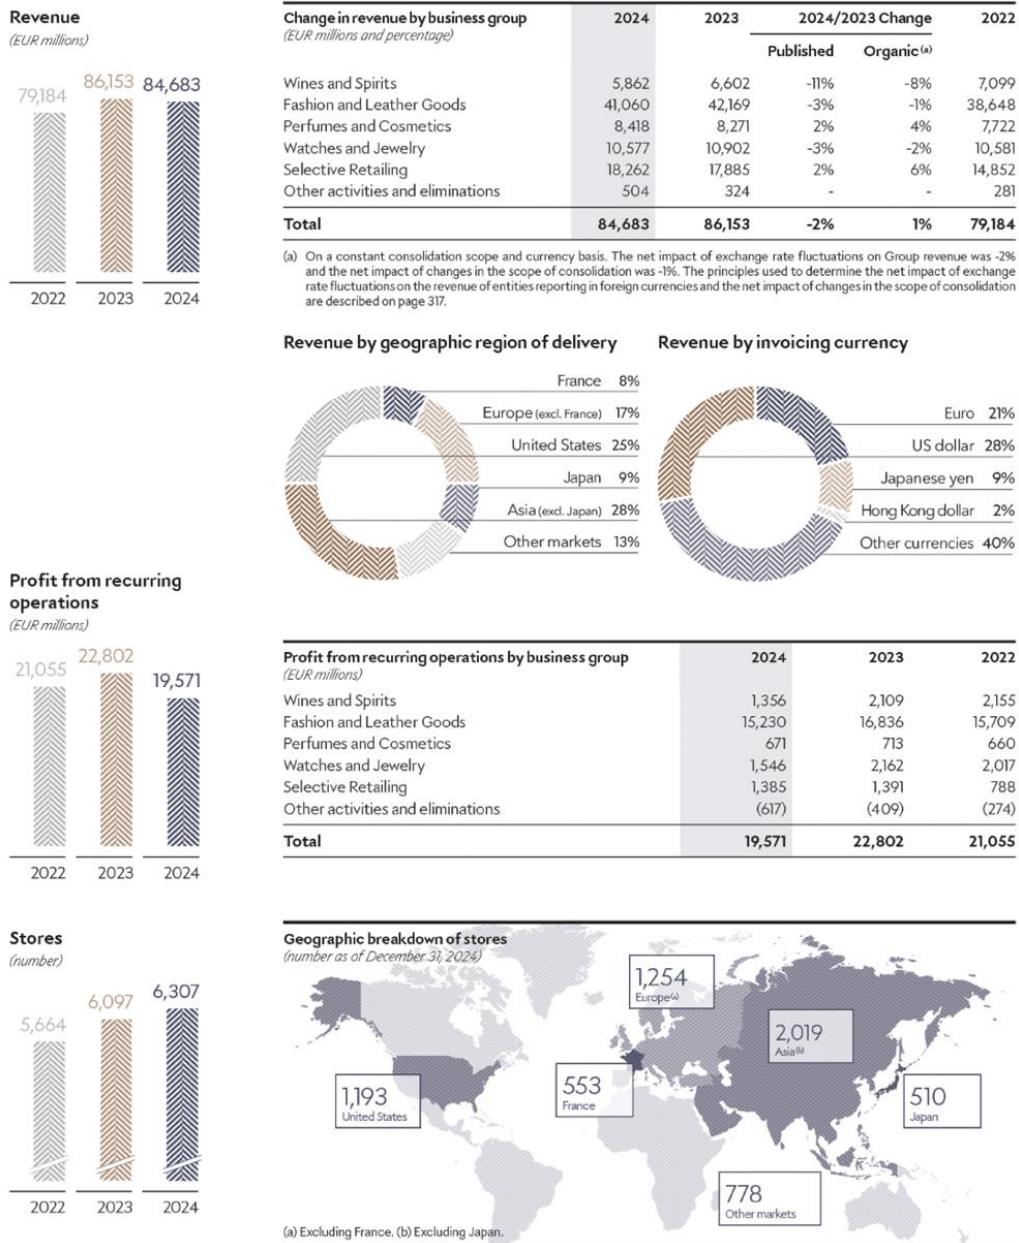 Revenue
(EUR millions)
79,184
86,153
84,683
2022 2023 2024
Change in revenue by business group 2024 2023 2024/2023 Change 2022
(EUR millions and percentage)
Published Organic (a)
Wines and Spirits 5,862 6,602 -11% -8% 7,099
Fashion and Leather Goods 41,060 42,169 -3% -1% 38,648
Perfumes and Cosmetics 8,418 8,271 2% 4% 7,722
Watches and Jewelry 10,577 10,902 -3% -2% 10,581
Selective Retailing 18,262 17,885 2% 6% 14,852
Other activities and eliminations 504 324 - - 281
Total 84,683 86,153 -2% 1% 79,184
(a) On a constant consolidation scope and currency basis. The net impact of exchange rate fluctuations on Group revenue was -2%
and the net impact of changes in the scope of consolidation was -1%. The principles used to determine the net impact of exchange
rate fluctuations on the revenue of entities reporting in foreign currencies and the net impact of changes in the scope of consolidation
are described on page 317.
Revenue by geographic region of delivery
France 8%
Europe (excl. France) 17%
United States 25%
Japan 9%
Asia (excl. Japan) 28%
Other markets 13%
Revenue by invoicing currency
Euro 21%
US dollar 28%
Japanese yen 9%
Hong Kong dollar 2%
Other currencies 40%
Profit from recurring
operations
(EUR millions)
21,055
22,802
19,571
2022 2023 2024
Profit from recurring operations by business group 2024 2023 2022
(EUR millions)
Wines and Spirits 1,356 2,109 2,155
Fashion and Leather Goods 15,230 16,836 15,709
Perfumes and Cosmetics 671 713 660
Watches and Jewelry 1,546 2,162 2,017
Selective Retailing 1,385 1,391 788
Other activities and eliminations (617) (409) (274)
Total 19,571 22,802 21,055
Stores
(number)
5,664
6,097
6,307
2022 2023 2024
Geographic breakdown of stores
(number as of December 31, 2024)
1,254
Europe(a)
2,019
Asia(b)
1,193
United States
553
France
510
Japan
778
Other markets
(a) Excluding France. (b) Excluding Japan.